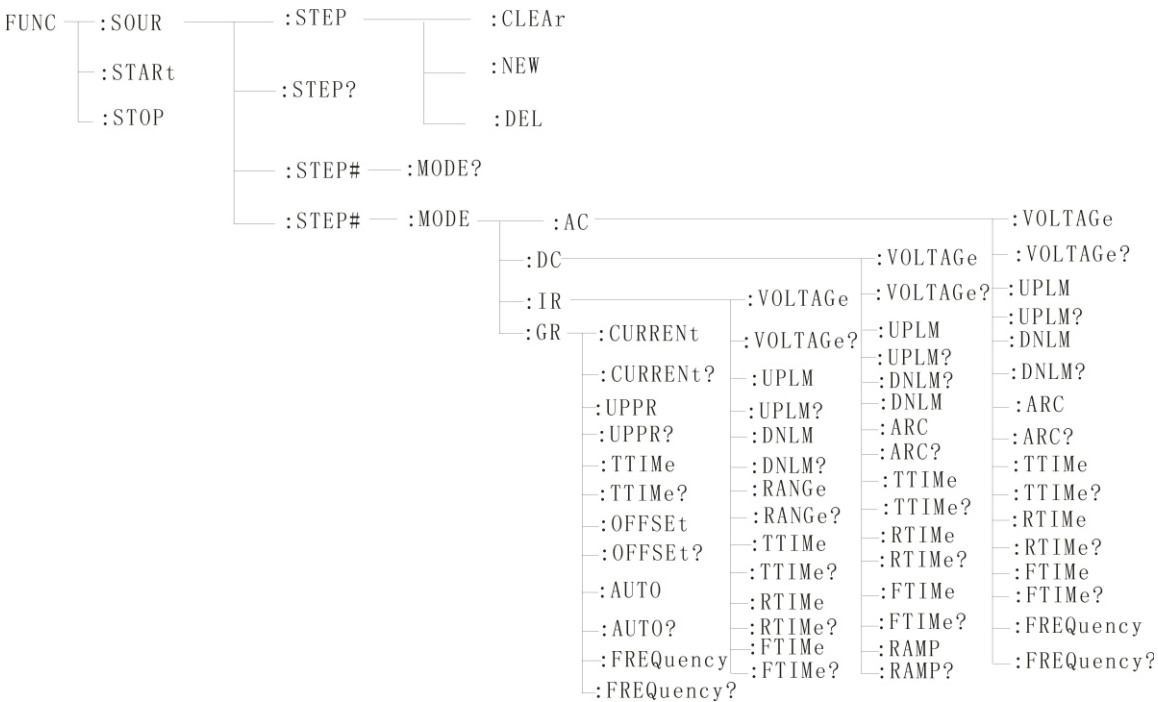 FUNC :SOUR :STEP :CLEAr
:STARt :NEW
:STEP?
:STOP :DEL
:STEP# :MODE?
:STEP# :MODE :AC :VOLTAGe
:DC :VOLTAGe :VOLTAGe?
:IR :VOLTAGe :VOLTAGe? :UPLM
:GR :CURRENt :VOLTAGe? :UPLM :UPLM?
:UPLM? :DNLM
:CURRENt? :UPLM :DNLM? :DNLM?
:UPPR :UPLM? :DNLM :ARC
:UPPR? :DNLM :ARC :ARC?
:ARC?
:TTIMe :DNLM? :TTIMe :TTIMe
:TTIMe? :RANGe :TTIMe? :TTIMe?
:OFFSEt :RANGe? :RTIMe :RTIMe
:OFFSEt? :TTIMe :RTIMe? :RTIMe?
:AUTO :TTIMe? :FTIMe :FTIMe
:RTIMe :FTIMe?
:AUTO? :RTIMe? :FTIMe? :FREQuency
:FREQuency :FTIMe :RAMP :FREQuency?
:FTIMe? :RAMP?
:FREQuency?